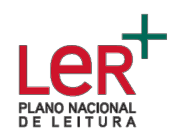 LeR+
PLANO NACIONAL
DE LEITURA